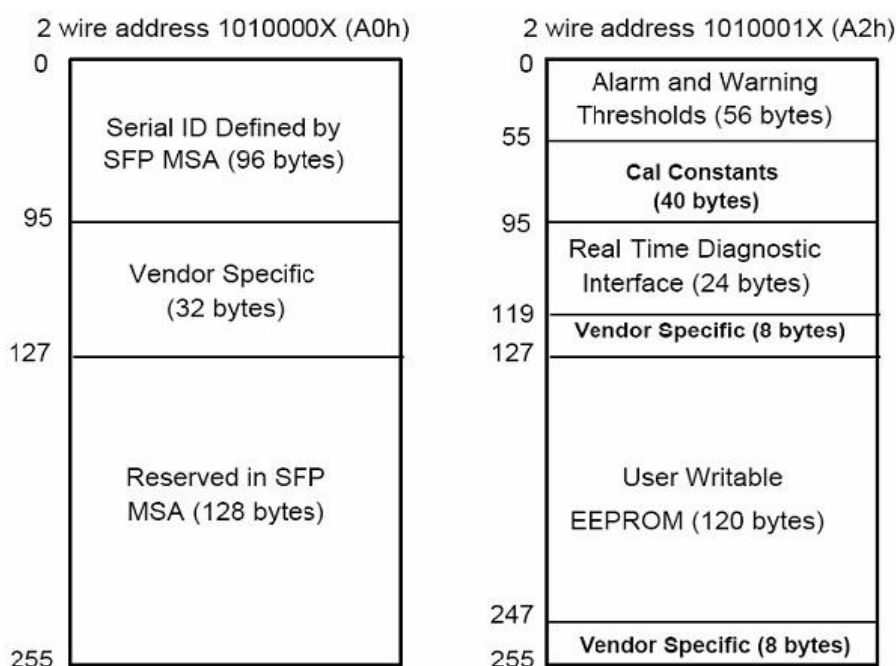 2 wire address 1010000X (A0h)
0
Serial ID Defined by
SFP MSA (96 bytes)
95
Vendor Specific
(32 bytes)
127
Reserved in SFP
MSA (128 bytes)
255
2 wire address 1010001X (A2h)
0
Alarm and Warning
Thresholds (56 bytes)
55
Cal Constants
(40 bytes)
95
Real Time Diagnostic
Interface (24 bytes)
119
Vendor Specific (8 bytes)
127
User Writable
EEPROM (120 bytes)
247
Vendor Specific (8 bytes)
255